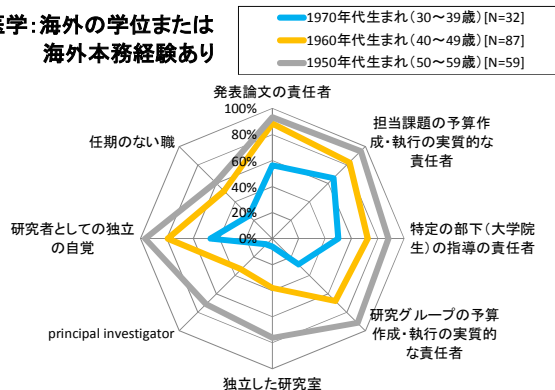 医学:海外の学位または
海外本務経験あり
1970年代生まれ(30～39歳)[N=32]
1960年代生まれ(40～49歳)[N=87]
1950年代生まれ(50～59歳)[N=59]
発表論文の責任者
担当課題の予算作
成・執行の実質的な
責任者
特定の部下(大学院
生)の指導の責任者
研究グループの予算
作成・執行の実質的
な責任者
独立した研究室
principal investigator
研究者としての独立
の自覚
任期のない職
100%
80%
60%
40%
20%
0%